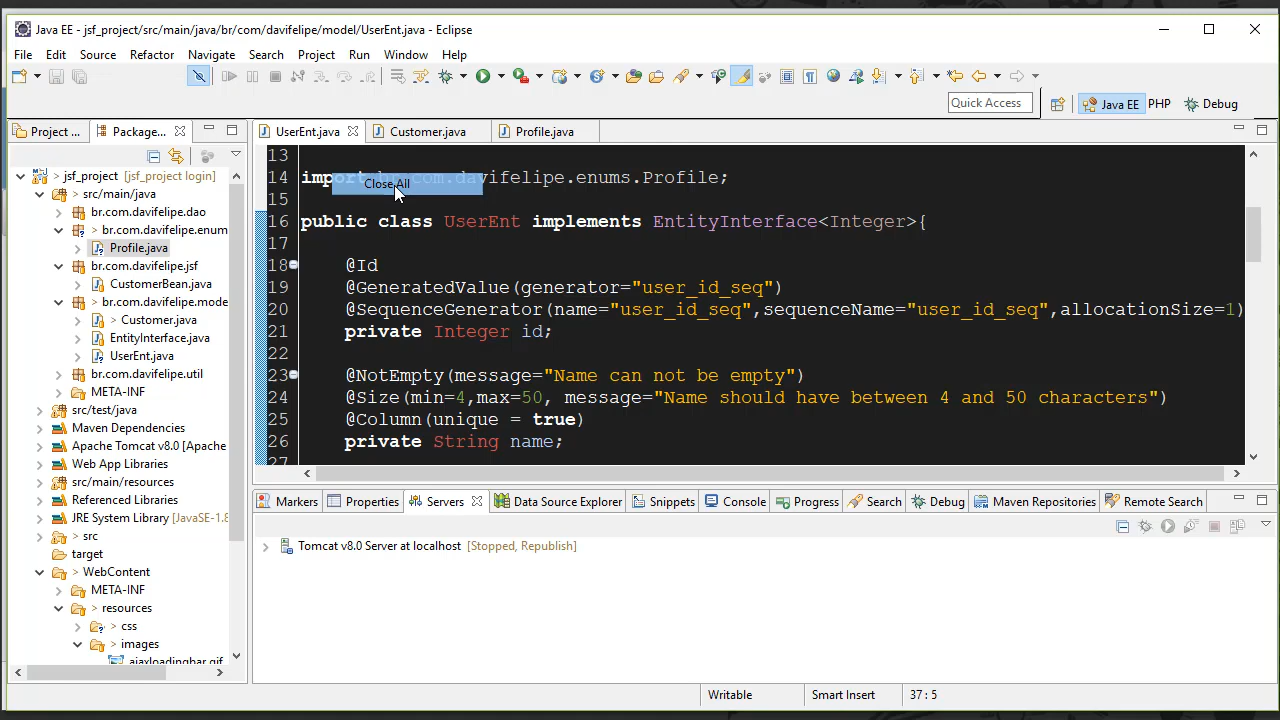 Java EE - jsf_project/src/main/java/br/com/davifelipe/model/UserEnt.java - Eclipse
File Edit Source Refactor Navigate Search Project Run Window Help
Quick Access
Java EE PHP Debug
Project ... Package...
UserEnt.java Customer.java Profile.java
> jsf_project [jsf_project login]
src/main/java
br.com.davifelipe.dao
> br.com.davifelipe.enum
Profile.java
br.com.davifelipe.jsf
CustomerBean.java
> br.com.davifelipe.mode
> Customer.java
EntityInterface.java
UserEnt.java
br.com.davifelipe.util
META-INF
src/test/java
Maven Dependencies
Apache Tomcat v8.0 [Apache
Web App Libraries
src/main/resources
Referenced Libraries
JRE System Library [JavaSE-1.8
> src
target
> WebContent
META-INF
> resources
> css
> images
ajaxloadingbar.gif
13
14 import br.com.davifelipe.enums.Profile;
Close All
15
16 public class UserEnt implements EntityInterface<Integer>{
17
18 @Id
19 @GeneratedValue(generator="user_id_seq")
20 @SequenceGenerator(name="user_id_seq",sequenceName="user_id_seq",allocationSize=1)
21 private Integer id;
22
23 @NotEmpty(message="Name can not be empty")
24 @Size(min=4,max=50, message="Name should have between 4 and 50 characters")
25 @Column(unique = true)
26 private String name;
27
Markers Properties Servers Data Source Explorer Snippets Console Progress Search Debug Maven Repositories Remote Search
Tomcat v8.0 Server at localhost [Stopped, Republish]
Writable Smart Insert 37 : 5